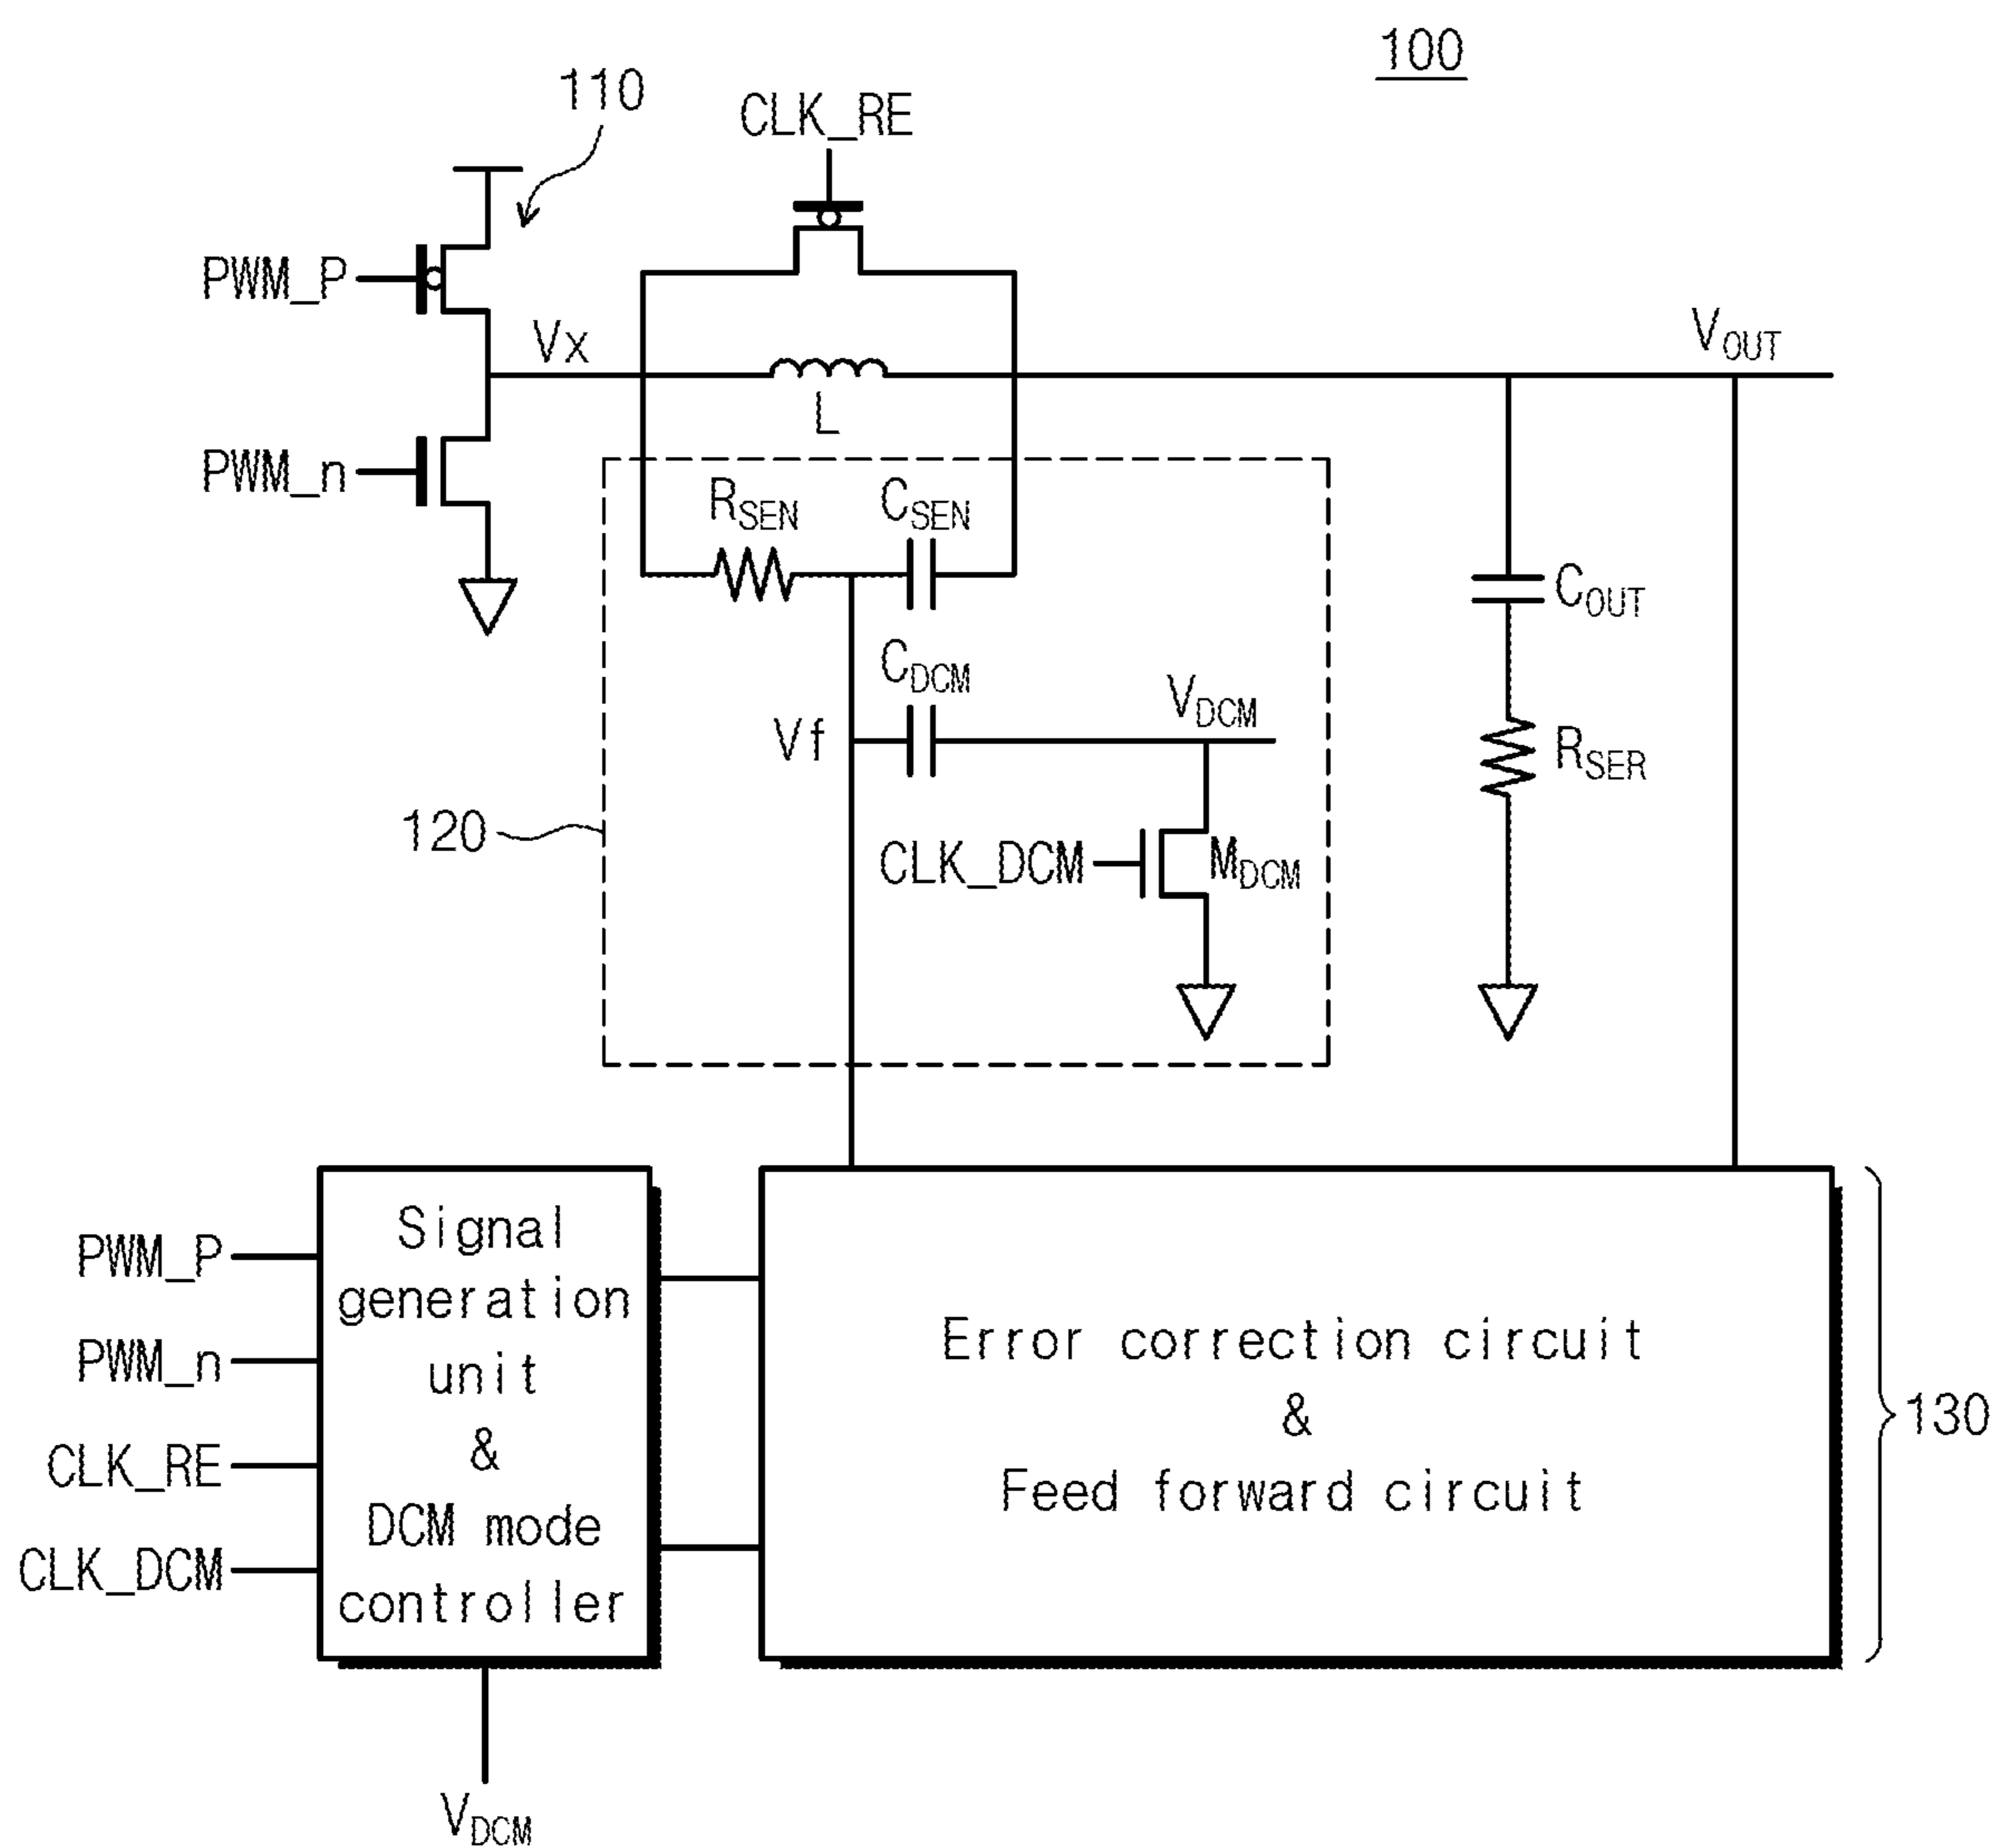 100
110
CLK_RE
PWM_P
Vx
VOUT
L
PWM_n
RSEN
CSEN
COUT
CDCM
VDCM
Vf
RSER
120
CLK_DCM
MDCM
Signal
generation
unit
&
DCM mode
controller
PWM_P
PWM_n
CLK_RE
CLK_DCM
Error correction circuit
&
Feed forward circuit
130
VDCM